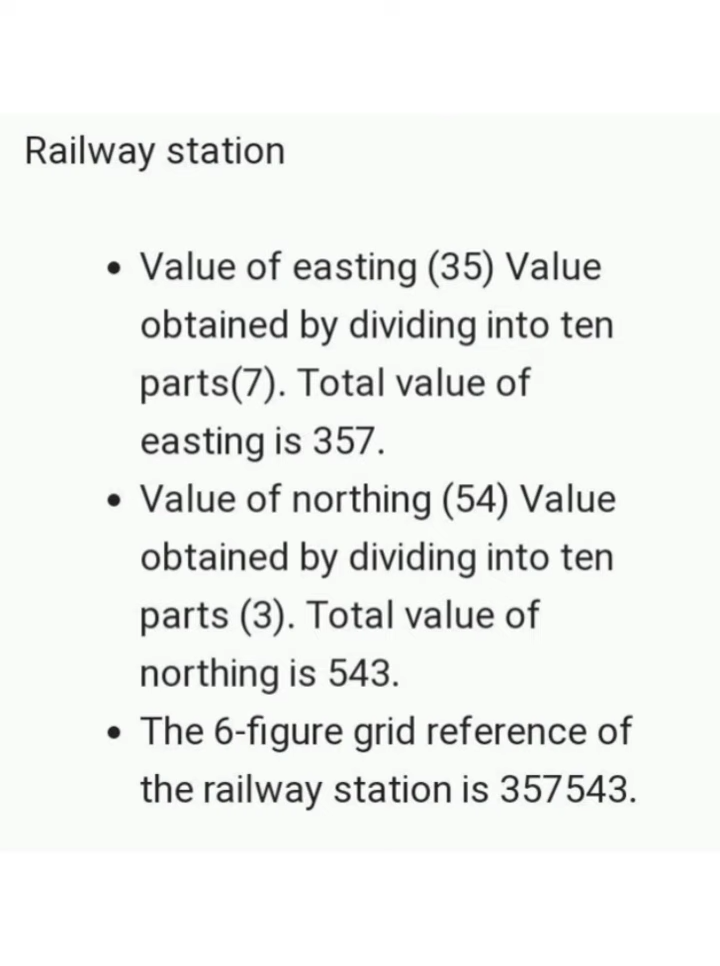 Railway station
• Value of easting (35) Value
obtained by dividing into ten
parts(7). Total value of
easting is 357.
• Value of northing (54) Value
obtained by dividing into ten
parts (3). Total value of
northing is 543.
• The 6-figure grid reference of
the railway station is 357543.